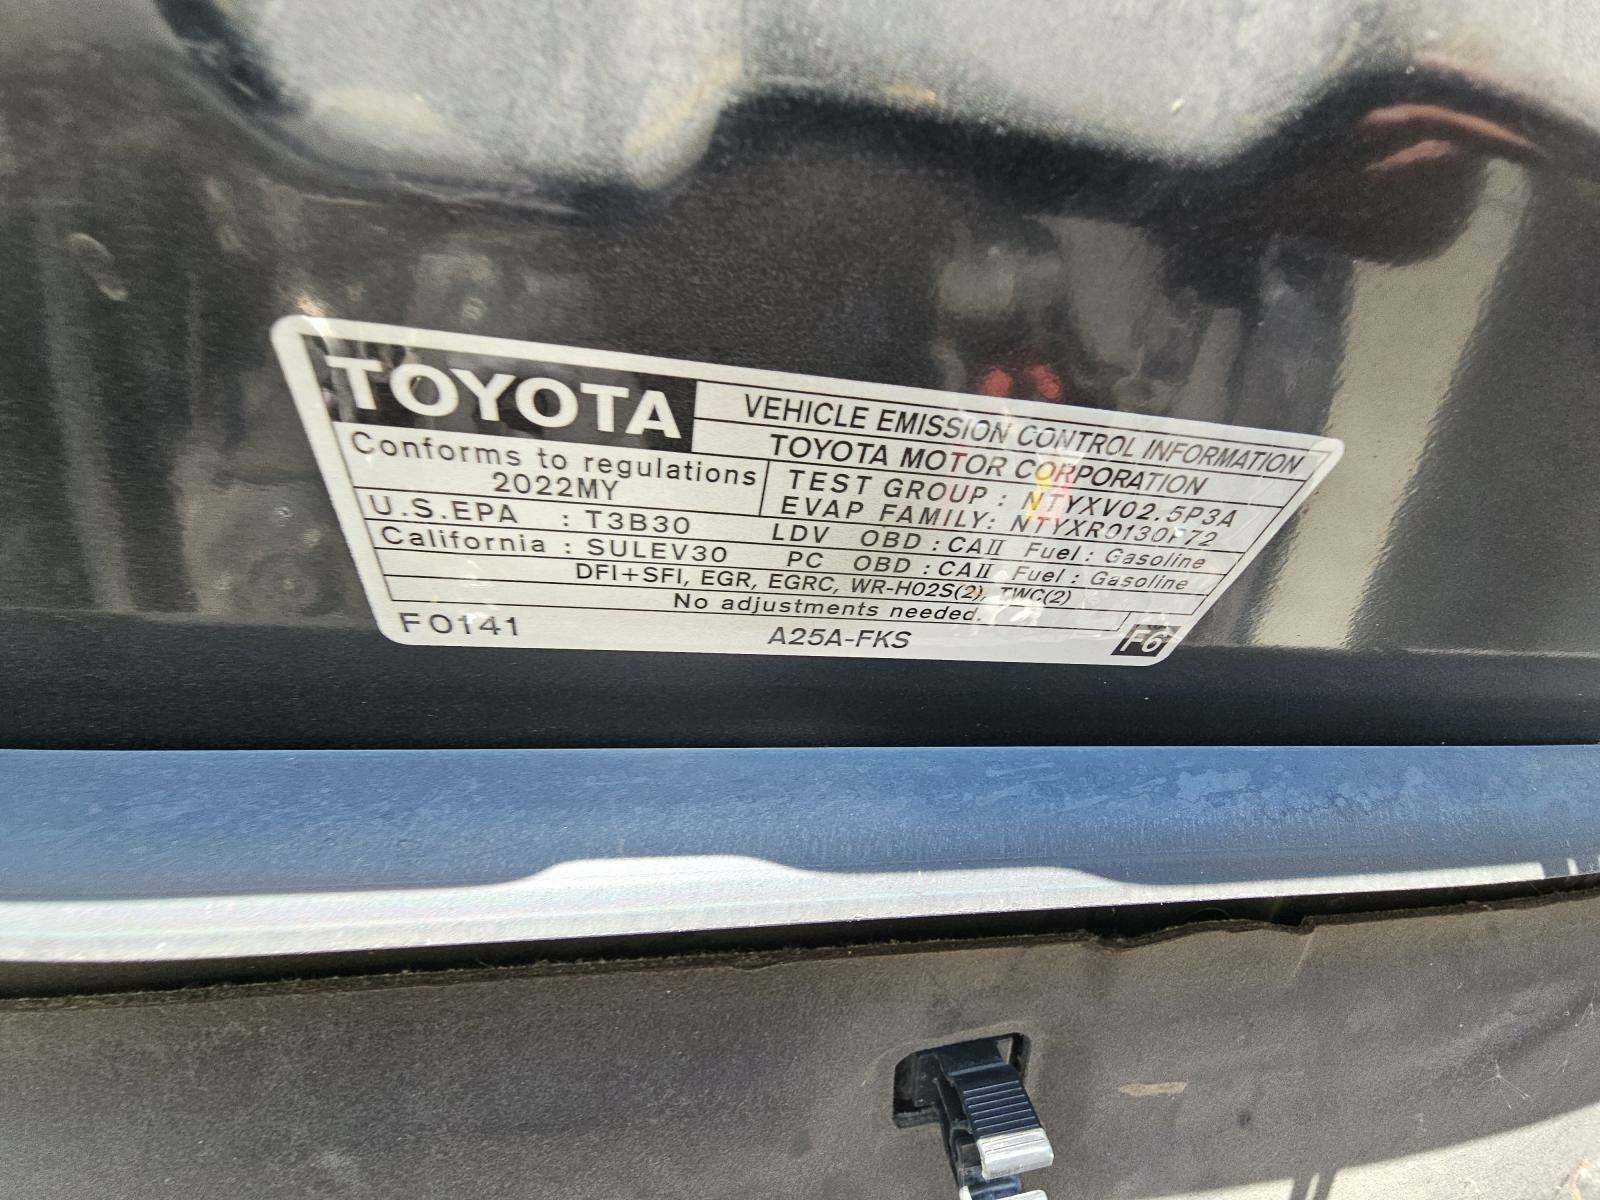 TOYOTA
VEHICLE EMISSION CONTROL INFORMATION
TOYOTA MOTOR CORPORATION
Conforms to regulations
2022MY
TEST GROUP : NTYXV02.5P3A
EVAP FAMILY: NTYXR0130P72
U.S.EPA : T3B30 LDV OBD : CAII Fuel : Gasoline
California : SULEV30 PC OBD : CAII Fuel : Gasoline
DFI+SFI, EGR, EGRC, WR-HO2S(2), TWC(2)
No adjustments needed.
F0141 A25A-FKS F6